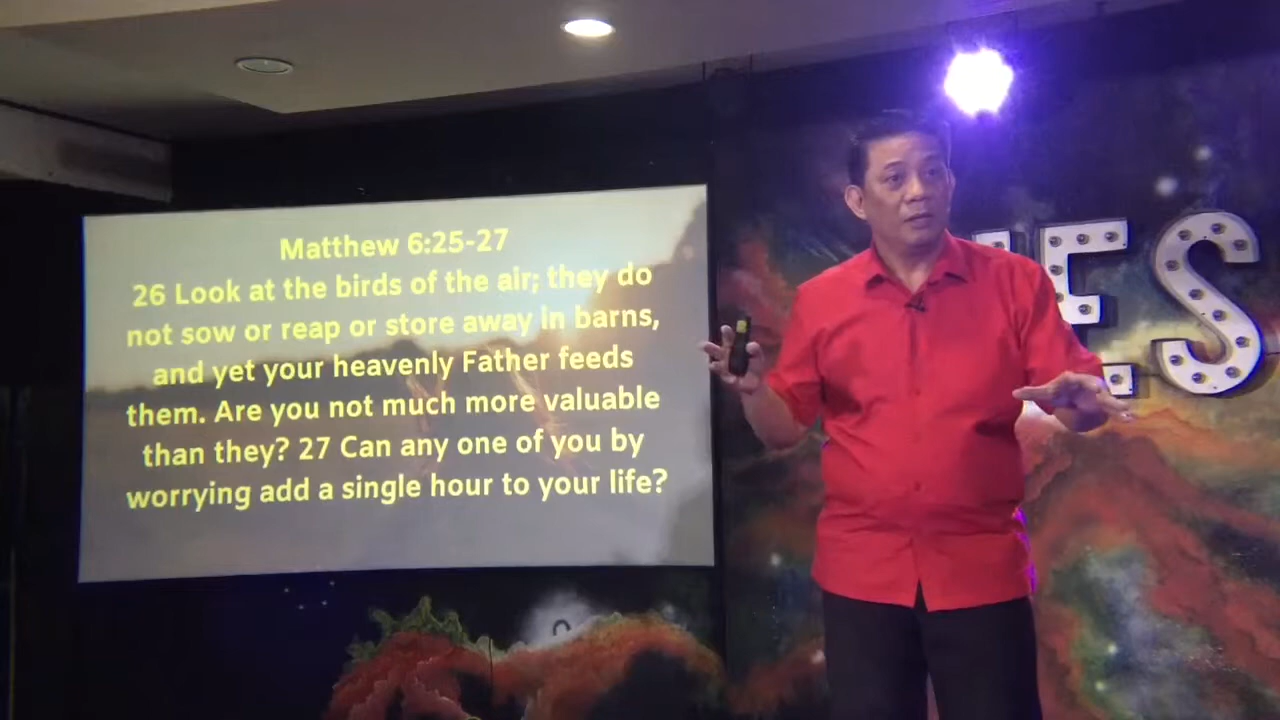 Matthew 6:25-27
26 Look at the birds of the air; they do
not sow or reap or store away in barns,
and yet your heavenly Father feeds
them. Are you not much more valuable
than they? 27 Can any one of you by
worrying add a single hour to your life?
ES